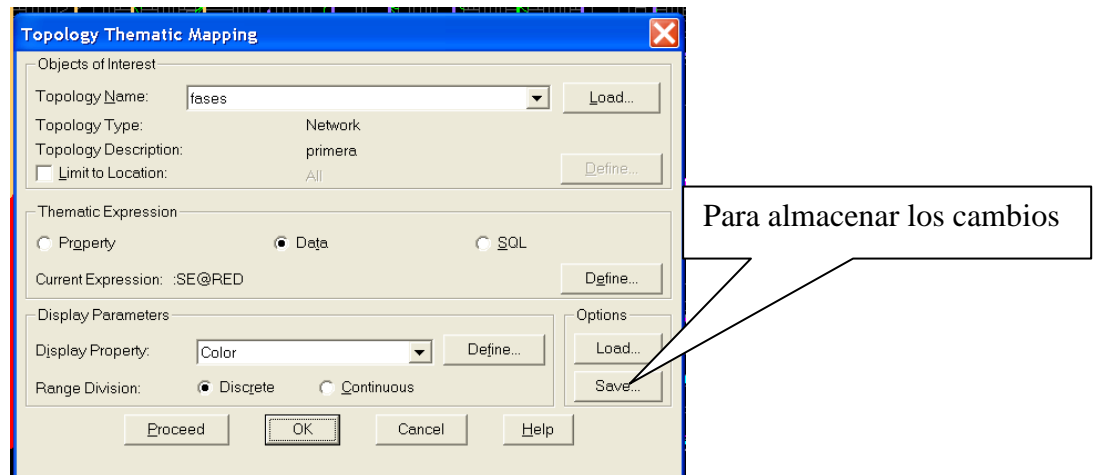 Topology Thematic Mapping
Objects of Interest
Topology Name: fases Load...
Topology Type: Network
Topology Description: primera
Limit to Location: All Define...
Para almacenar los cambios
Thematic Expression
Property Data SQL
Current Expression: :SE@RED Define...
Display Parameters Options
Display Property: Color Define... Load...
Range Division: Discrete Continuous Save...
Proceed OK Cancel Help